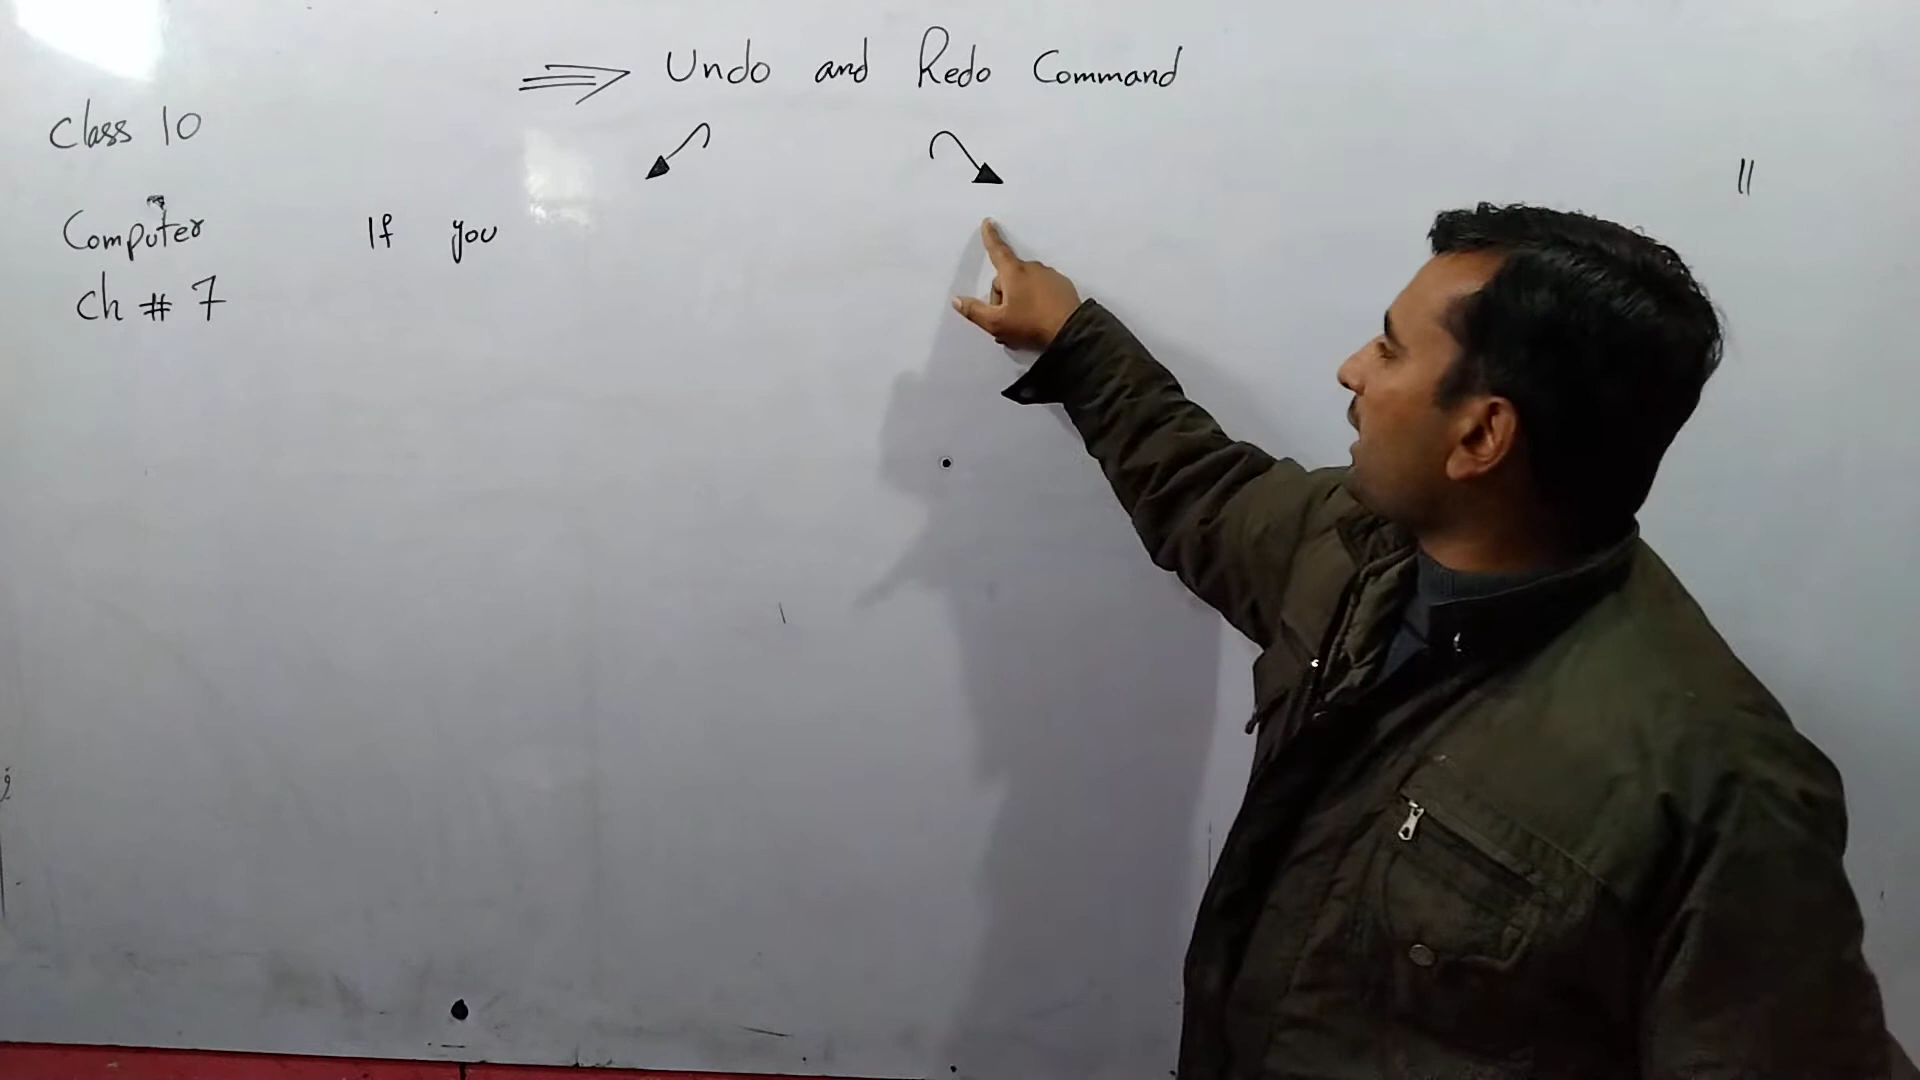 Undo and Redo Command
Class 10
Computer
If you
Ch # 7